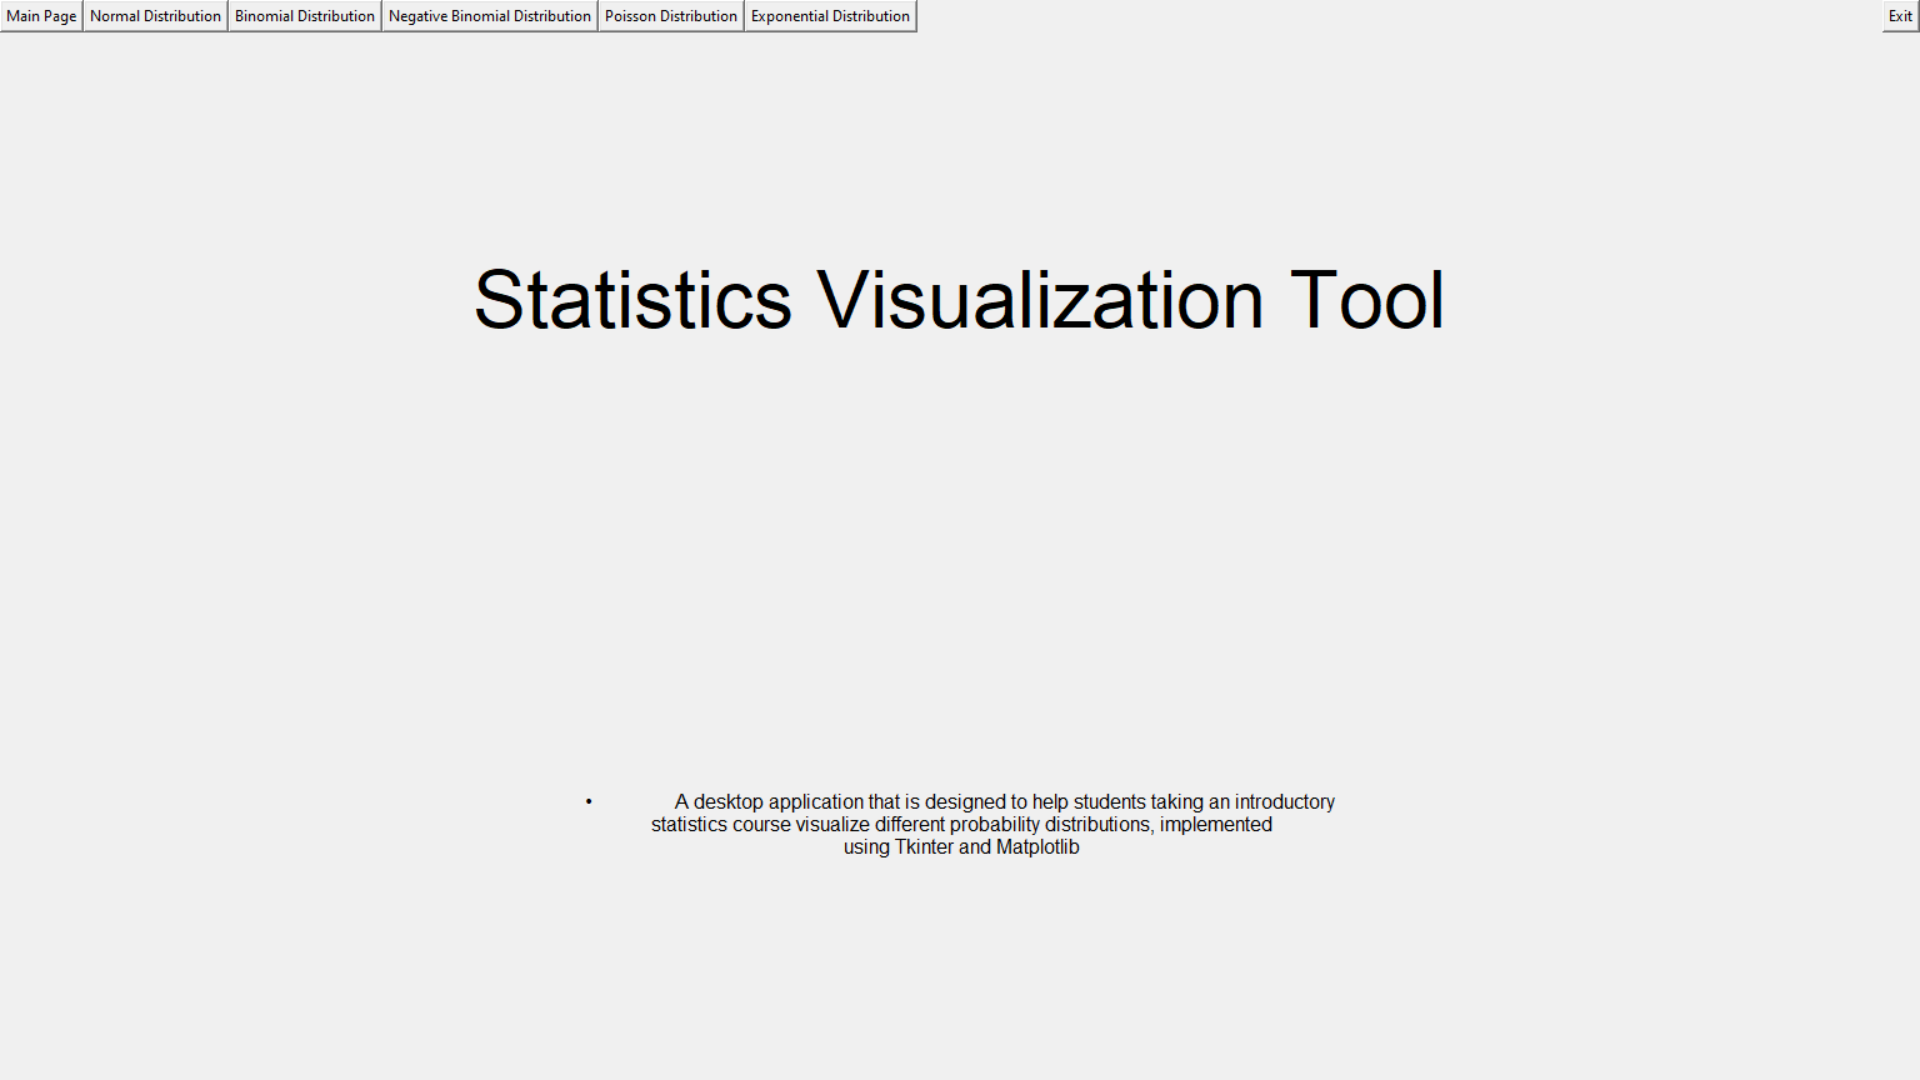 Main Page Normal Distribution Binomial Distribution Negative Binomial Distribution Poisson Distribution Exponential Distribution Exit
Statistics Visualization Tool
• A desktop application that is designed to help students taking an introductory
statistics course visualize different probability distributions, implemented
using Tkinter and Matplotlib